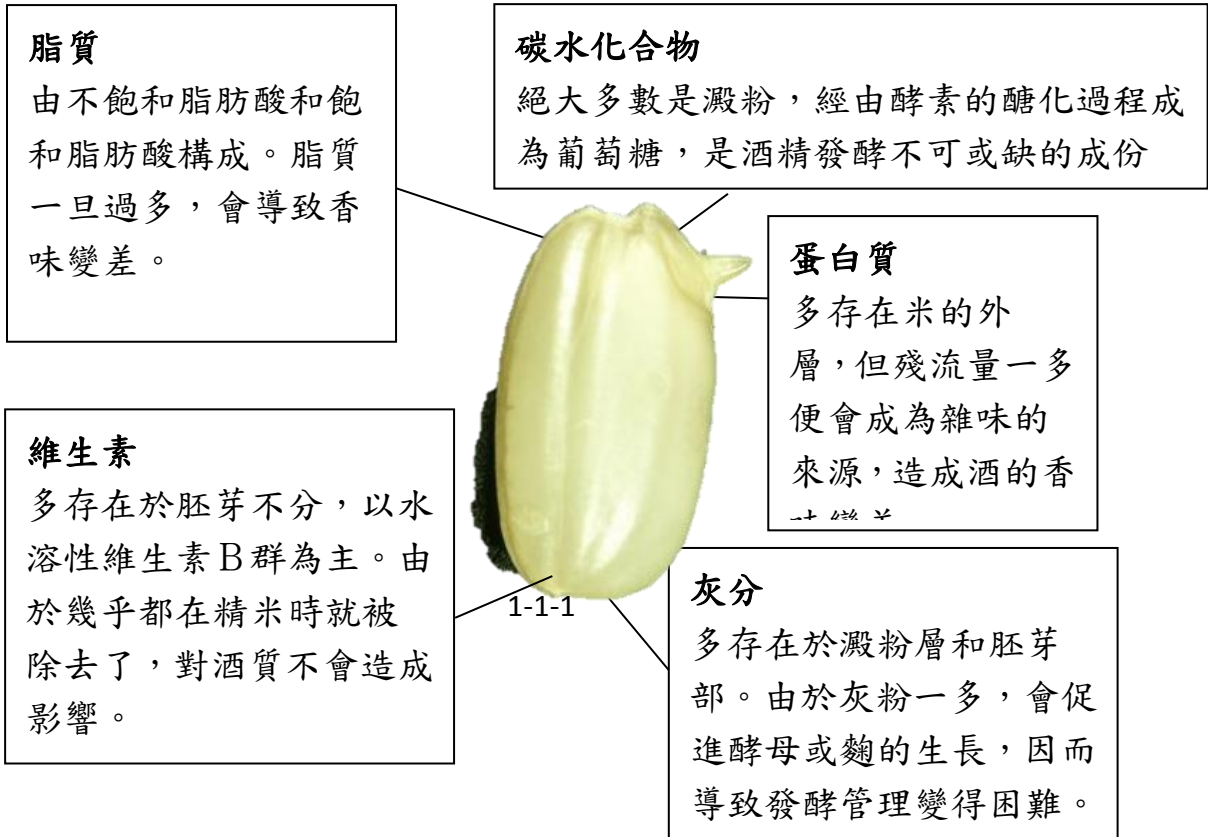 脂質
由不飽和脂肪酸和飽
和脂肪酸構成。脂質
一旦過多，會導致香
味變差。
碳水化合物
絕大多數是澱粉，經由酵素的醣化過程成
為葡萄糖，是酒精發酵不可或缺的成份
蛋白質
多存在米的外
層，但殘流量一多
便會成為雜味的
來源，造成酒的香
維生素
多存在於胚芽不分，以水
溶性維生素Ｂ群為主。由
於幾乎都在精米時就被
除去了，對酒質不會造成
影響。
1-1-1
灰分
多存在於澱粉層和胚芽
部。由於灰粉一多，會促
進酵母或麴的生長，因而
導致發酵管理變得困難。